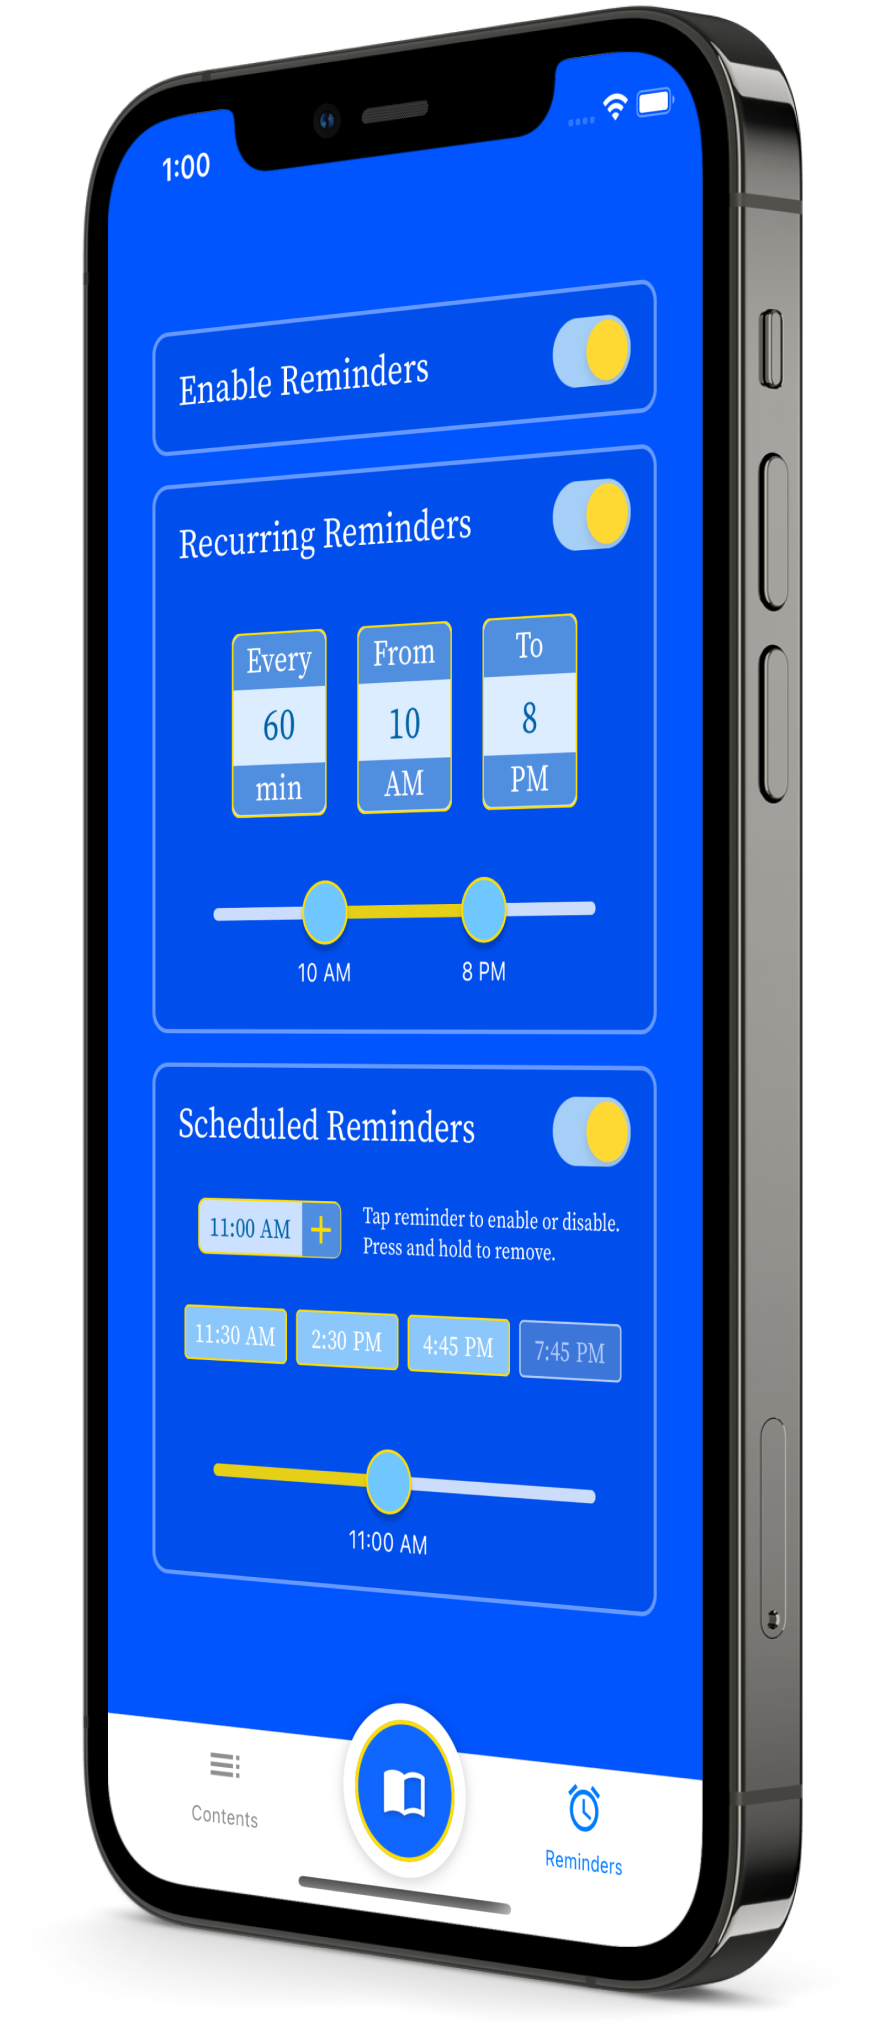 1:00
Enable Reminders
Recurring Reminders
Every
60
min
From
10
AM
To
8
PM
10 AM
8 PM
Scheduled Reminders
11:00 AM +
Tap reminder to enable or disable.
Press and hold to remove.
11:30 AM
2:30 PM
4:45 PM
7:45 PM
11:00 AM
Contents
Reminders